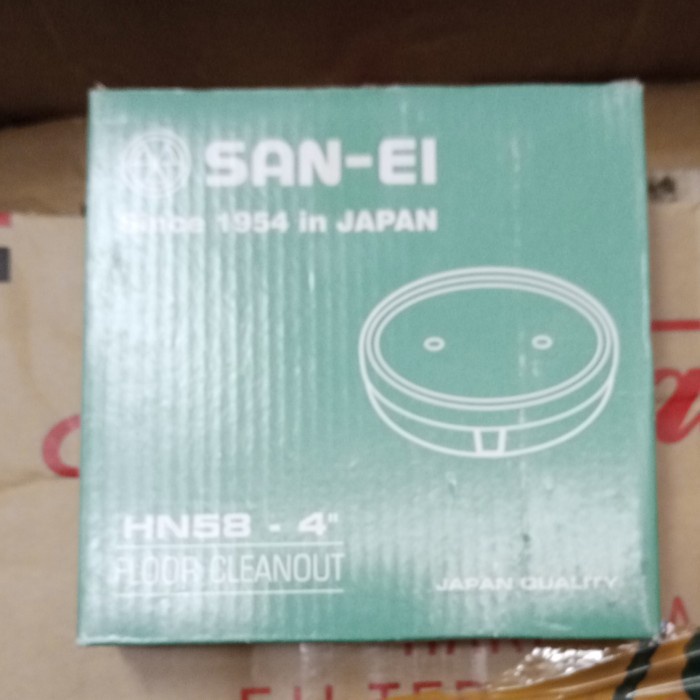 SAN-EI
Since 1954 in JAPAN
HN58 - 4"
FLOOR CLEANOUT
JAPAN QUALITY